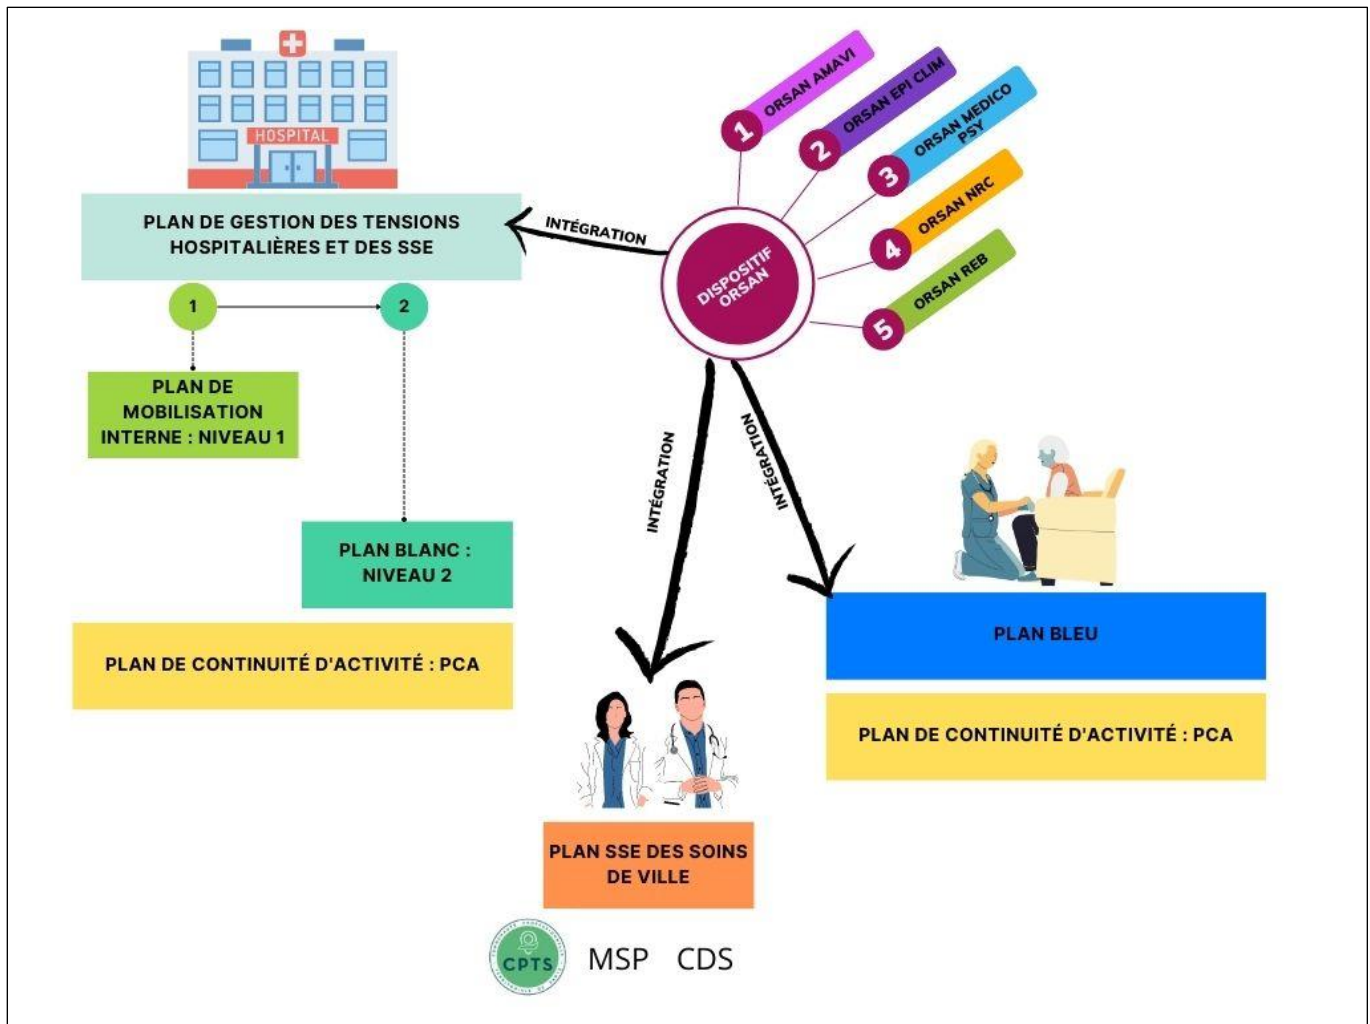 HOSPITAL
PLAN DE GESTION DES TENSIONS
HOSPITALIÈRES ET DES SSE
1
2
PLAN DE
MOBILISATION
INTERNE : NIVEAU 1
PLAN BLANC :
NIVEAU 2
PLAN DE CONTINUITÉ D'ACTIVITÉ : PCA
INTÉGRATION
DISPOSITIF
ORSAN
1 ORSAN AMAVI
2 ORSAN EPI CLIM
3 ORSAN MEDICO
PSY
4 ORSAN NRC
5 ORSAN REB
INTÉGRATION
INTÉGRATION
PLAN BLEU
PLAN DE CONTINUITÉ D'ACTIVITÉ : PCA
PLAN SSE DES SOINS
DE VILLE
CPTS
MSP CDS